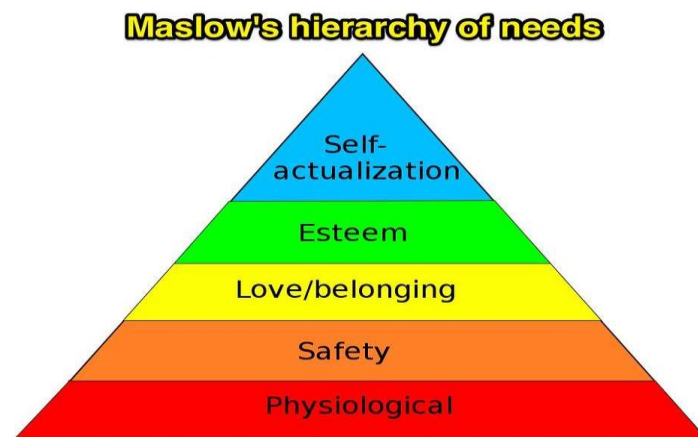 Maslow's hierarchy of needs
Self-
actualization
Esteem
Love/belonging
Safety
Physiological